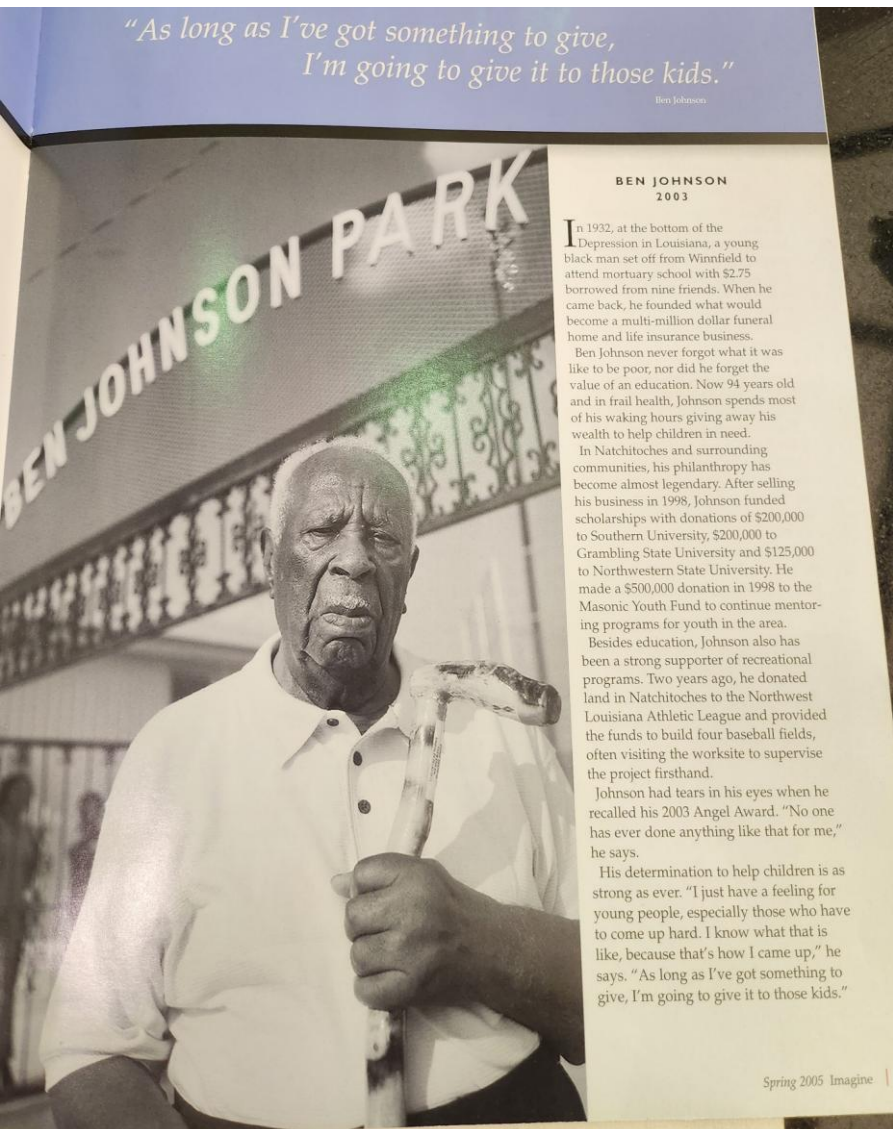 “As long as I’ve got something to give,
I’m going to give it to those kids.”
Ben Johnson
BEN JOHNSON PARK
BEN JOHNSON
2003
In 1932, at the bottom of the
Depression in Louisiana, a young
black man set off from Winnfield to
attend mortuary school with $2.75
borrowed from nine friends. When he
came back, he founded what would
become a multi-million dollar funeral
home and life insurance business.
Ben Johnson never forgot what it was
like to be poor, nor did he forget the
value of an education. Now 94 years old
and in frail health, Johnson spends most
of his waking hours giving away his
wealth to help children in need.
In Natchitoches and surrounding
communities, his philanthropy has
become almost legendary. After selling
his business in 1998, Johnson funded
scholarships with donations of $200,000
to Southern University, $200,000 to
Grambling State University and $125,000
to Northwestern State University. He
made a $500,000 donation in 1998 to the
Masonic Youth Fund to continue mentor-
ing programs for youth in the area.
Besides education, Johnson also has
been a strong supporter of recreational
programs. Two years ago, he donated
land in Natchitoches to the Northwest
Louisiana Athletic League and provided
the funds to build four baseball fields,
often visiting the worksite to supervise
the project firsthand.
Johnson had tears in his eyes when he
recalled his 2003 Angel Award. “No one
has ever done anything like that for me,”
he says.
His determination to help children is as
strong as ever. “I just have a feeling for
young people, especially those who have
to come up hard. I know what that is
like, because that’s how I came up,” he
says. “As long as I’ve got something to
give, I’m going to give it to those kids.”
Spring 2005 Imagine |